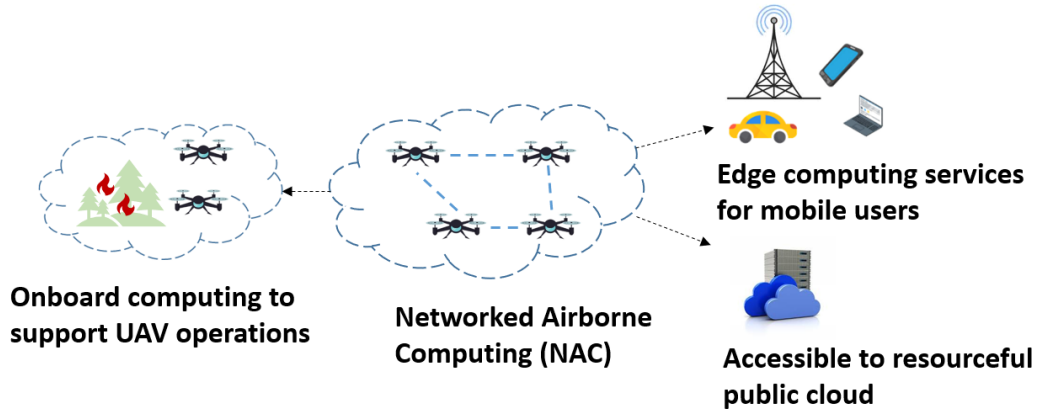 Onboard computing to
support UAV operations
Networked Airborne
Computing (NAC)
Edge computing services
for mobile users
Accessible to resourceful
public cloud